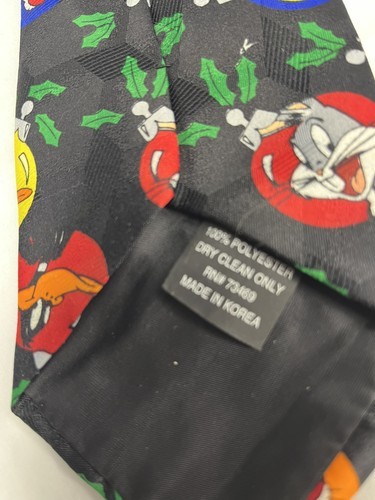 100% POLYESTER
DRY CLEAN ONLY
RN# 73469
MADE IN KOREA